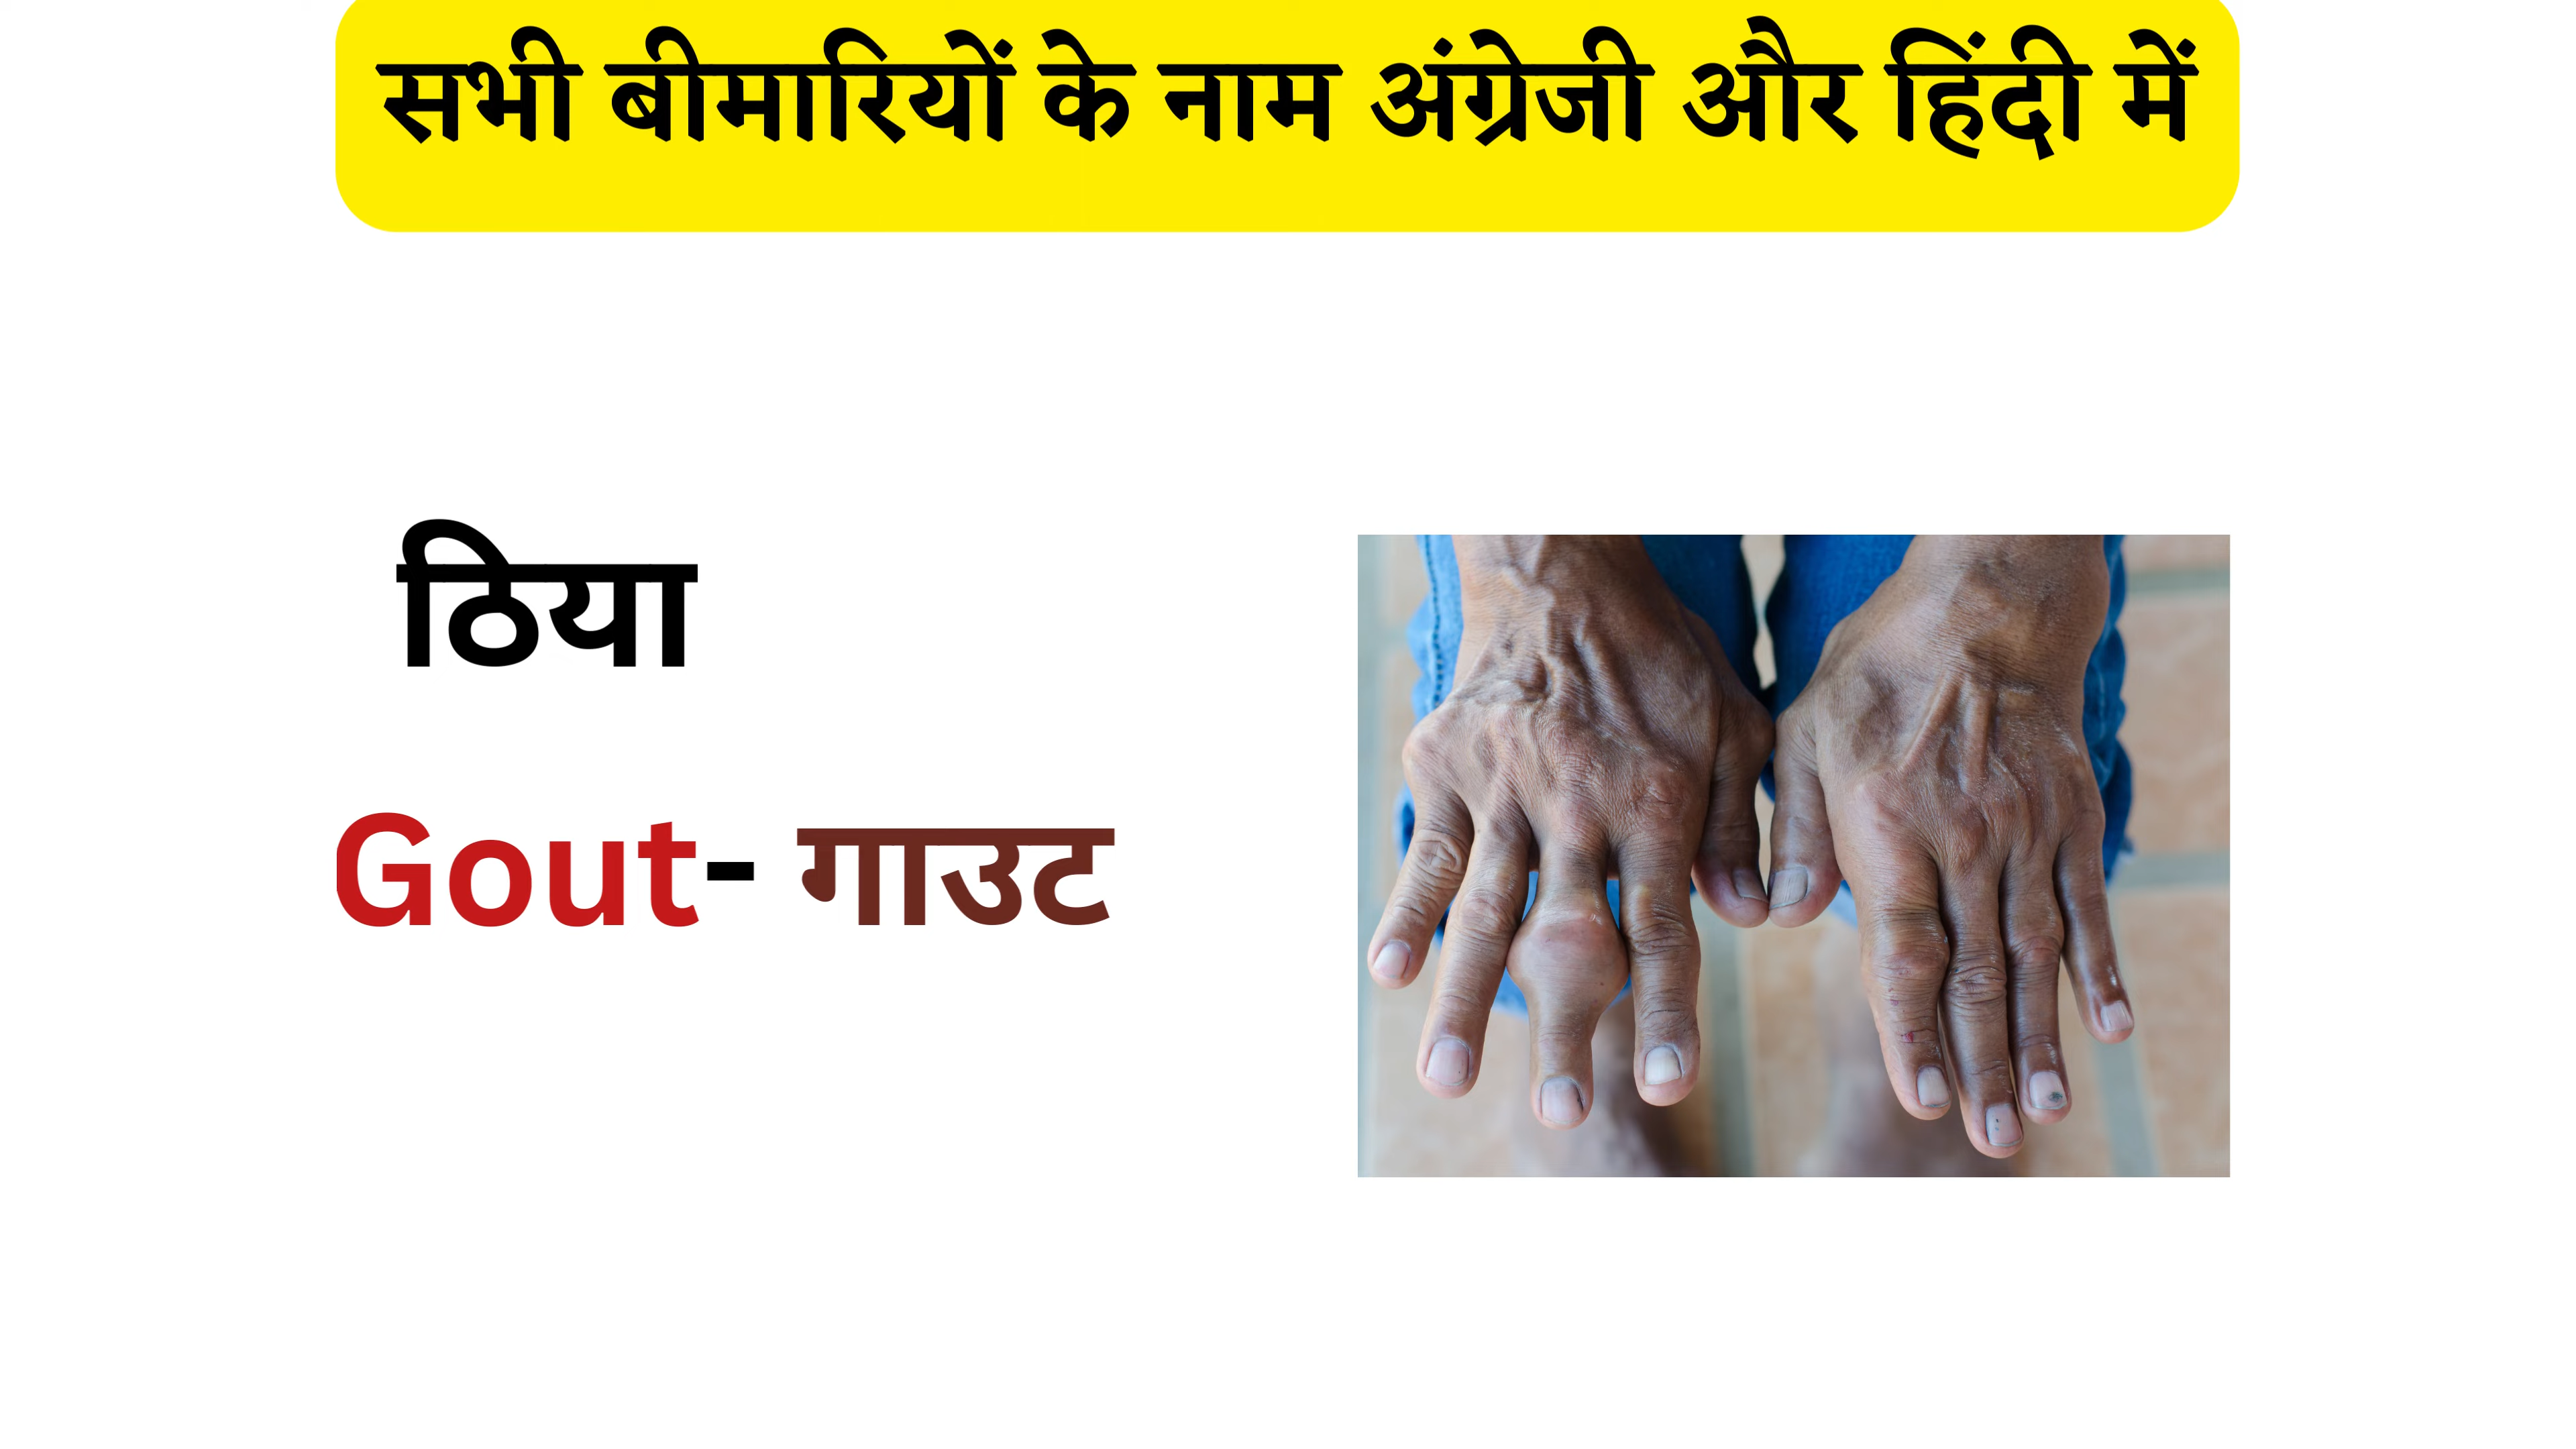 सभी बीमारियों के नाम अंग्रेजी और हिंदी में
ठिया
Gout- गाउट